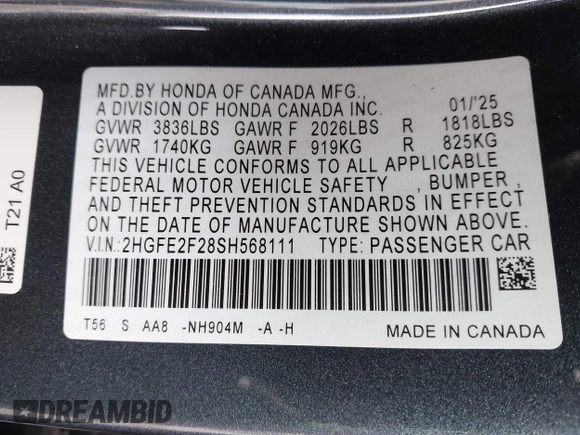 MFD.BY HONDA OF CANADA MFG.,
A DIVISION OF HONDA CANADA INC. 01/'25
GVWR 3836LBS GAWR F 2026LBS R 1818LBS
GVWR 1740KG GAWR F 919KG R 825KG
THIS VEHICLE CONFORMS TO ALL APPLICABLE
FEDERAL MOTOR VEHICLE SAFETY , BUMPER ,
AND THEFT PREVENTION STANDARDS IN EFFECT
ON THE DATE OF MANUFACTURE SHOWN ABOVE.
V.I.N.:2HGFE2F28SH568111 TYPE: PASSENGER CAR
T56 S AA8 -NH904M -A -H MADE IN CANADA
T21 A0
DREAMBID